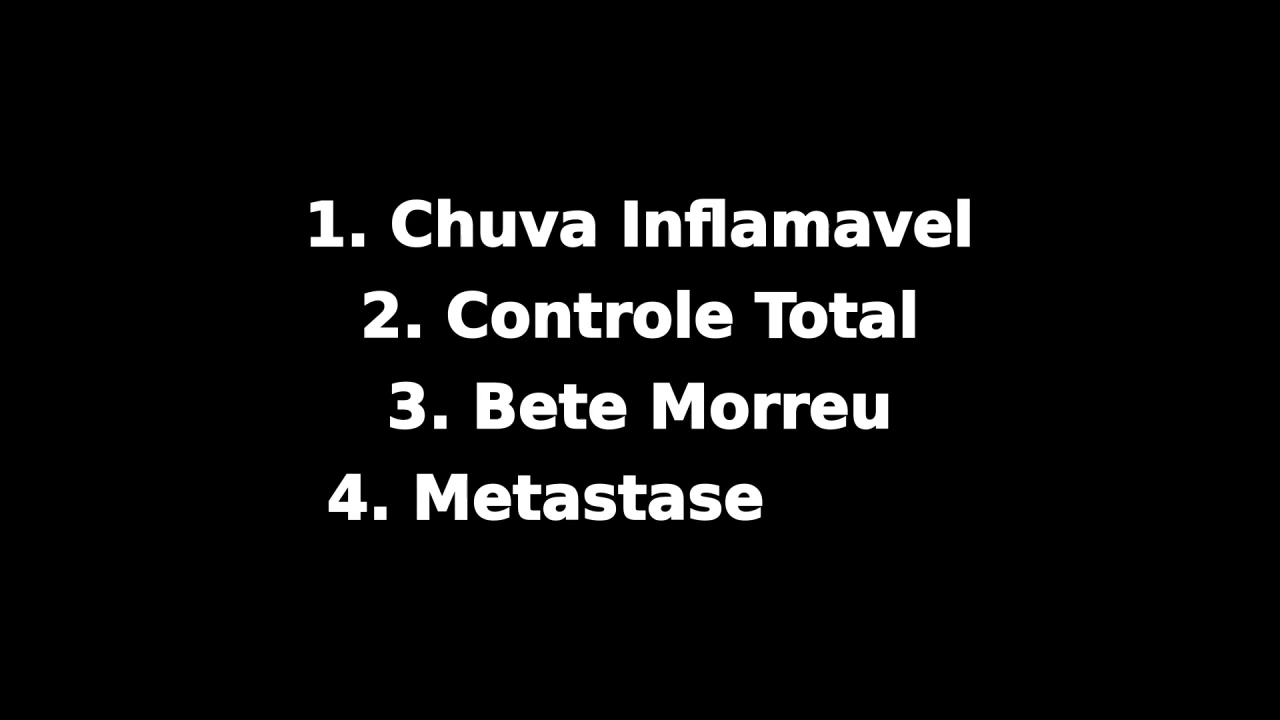 1. Chuva Inflamavel
2. Controle Total
3. Bete Morreu
4. Metastase